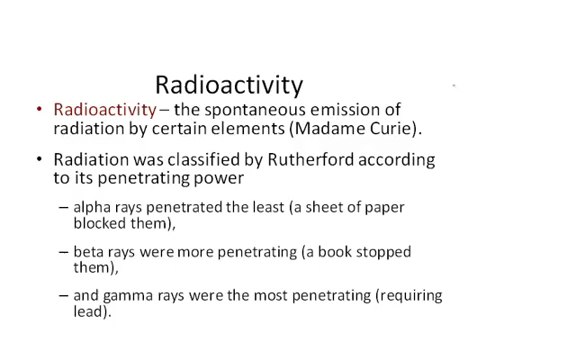 Radioactivity
• Radioactivity – the spontaneous emission of
radiation by certain elements (Madame Curie).
• Radiation was classified by Rutherford according
to its penetrating power
– alpha rays penetrated the least (a sheet of paper
blocked them),
– beta rays were more penetrating (a book stopped
them),
– and gamma rays were the most penetrating (requiring
lead).